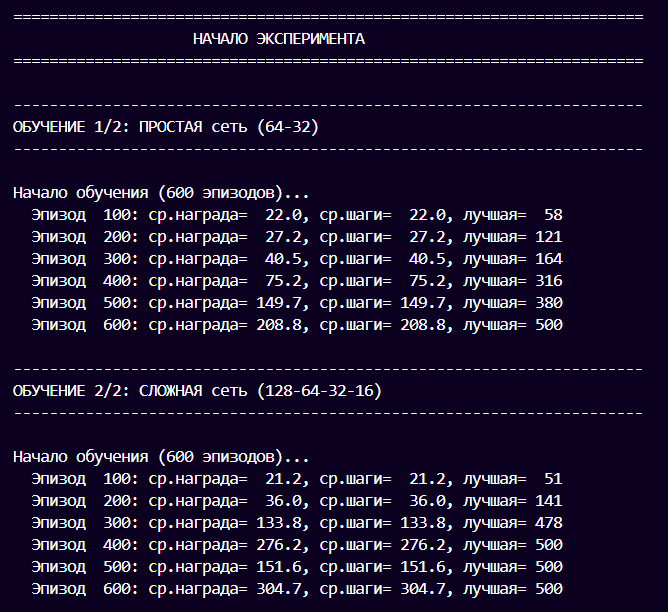 ======================================================================
НАЧАЛО ЭКСПЕРИМЕНТА
======================================================================
----------------------------------------------------------------------
ОБУЧЕНИЕ 1/2: ПРОСТАЯ сеть (64-32)
----------------------------------------------------------------------
Начало обучения (600 эпизодов)...
Эпизод  100: ср.награда=  22.0, ср.шаги=  22.0, лучшая=  58
Эпизод  200: ср.награда=  27.2, ср.шаги=  27.2, лучшая= 121
Эпизод  300: ср.награда=  40.5, ср.шаги=  40.5, лучшая= 164
Эпизод  400: ср.награда=  75.2, ср.шаги=  75.2, лучшая= 316
Эпизод  500: ср.награда= 149.7, ср.шаги= 149.7, лучшая= 380
Эпизод  600: ср.награда= 208.8, ср.шаги= 208.8, лучшая= 500
----------------------------------------------------------------------
ОБУЧЕНИЕ 2/2: СЛОЖНАЯ сеть (128-64-32-16)
----------------------------------------------------------------------
Начало обучения (600 эпизодов)...
Эпизод  100: ср.награда=  21.2, ср.шаги=  21.2, лучшая=  51
Эпизод  200: ср.награда=  36.0, ср.шаги=  36.0, лучшая= 141
Эпизод  300: ср.награда= 133.8, ср.шаги= 133.8, лучшая= 478
Эпизод  400: ср.награда= 276.2, ср.шаги= 276.2, лучшая= 500
Эпизод  500: ср.награда= 151.6, ср.шаги= 151.6, лучшая= 500
Эпизод  600: ср.награда= 304.7, ср.шаги= 304.7, лучшая= 500